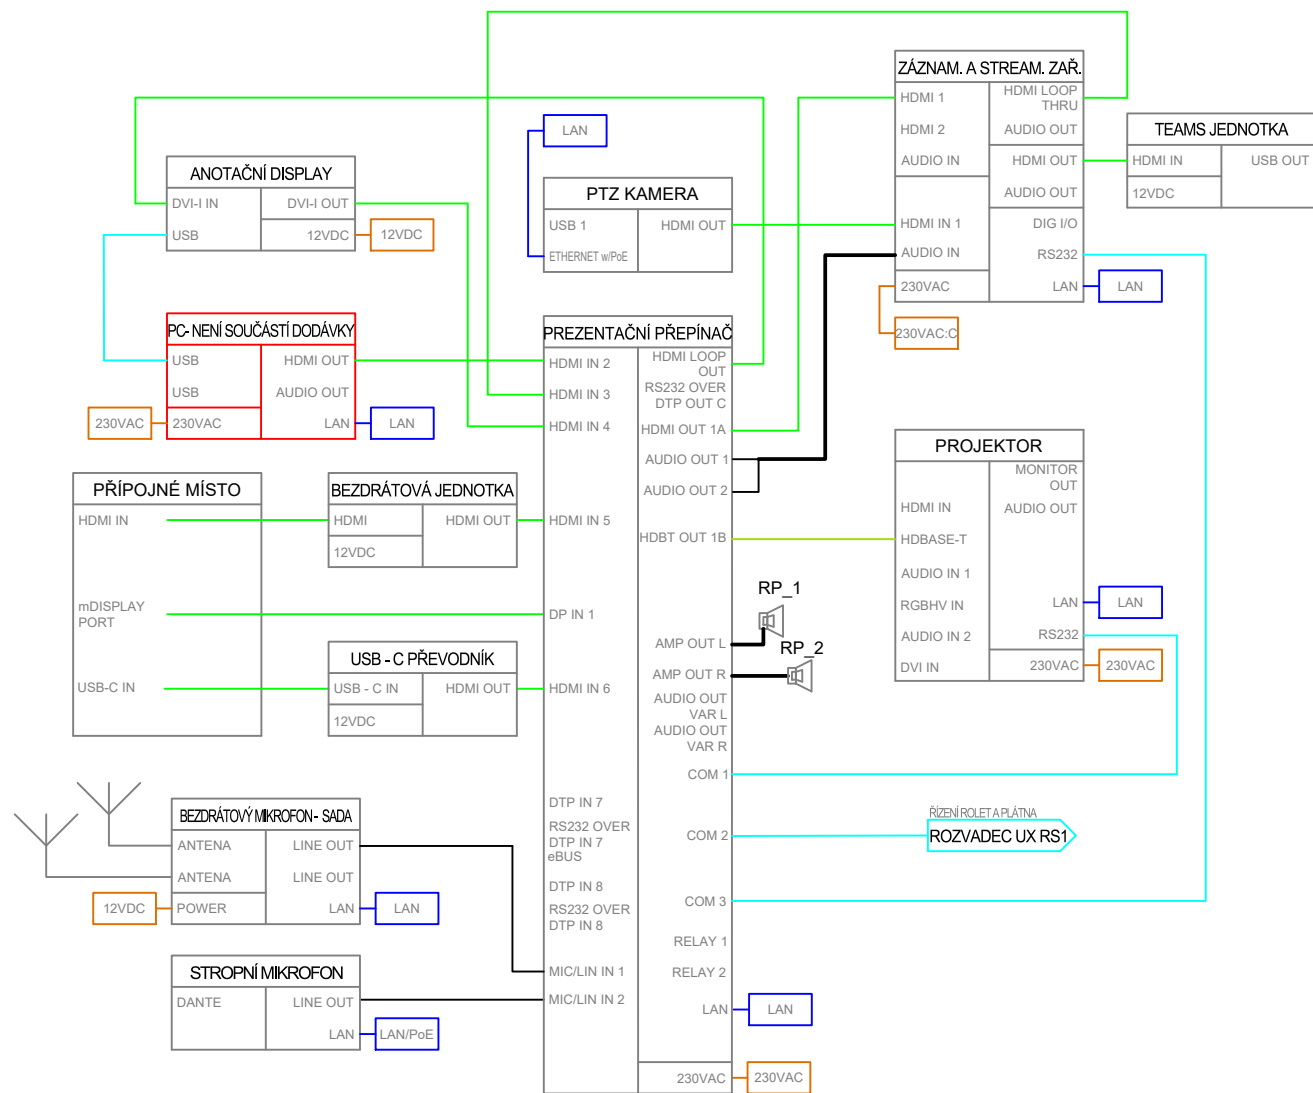 ZÁZNAM. A STREAM. ZAŘ.
HDMI 1
HDMI LOOP
THRU
HDMI 2
AUDIO OUT
AUDIO IN
HDMI OUT
AUDIO OUT
HDMI IN 1
DIG I/O
AUDIO IN
RS232
230VAC
LAN
LAN
230VAC:C
TEAMS JEDNOTKA
HDMI IN
USB OUT
12VDC
LAN
PTZ KAMERA
USB 1
HDMI OUT
ETHERNET w/PoE
ANOTAČNÍ DISPLAY
DVI-I IN
DVI-I OUT
USB
12VDC
12VDC
PC- NENÍ SOUČÁSTÍ DODÁVKY
USB
HDMI OUT
USB
AUDIO OUT
230VAC
230VAC
LAN
LAN
PREZENTAČNÍ PŘEPÍNAČ
HDMI IN 2
HDMI LOOP
OUT
HDMI IN 3
RS232 OVER
DTP OUT C
HDMI IN 4
HDMI OUT 1A
AUDIO OUT 1
AUDIO OUT 2
HDMI IN 5
HDBT OUT 1B
DP IN 1
AMP OUT L
AMP OUT R
HDMI IN 6
AUDIO OUT
VAR L
AUDIO OUT
VAR R
COM 1
DTP IN 7
RS232 OVER
DTP IN 7
eBUS
COM 2
DTP IN 8
RS232 OVER
DTP IN 8
COM 3
RELAY 1
MIC/LIN IN 1
RELAY 2
MIC/LIN IN 2
LAN
LAN
230VAC
230VAC
RP_1
RP_2
PROJEKTOR
MONITOR
OUT
HDMI IN
AUDIO OUT
HDBASE-T
AUDIO IN 1
RGBHV IN
LAN
LAN
AUDIO IN 2
RS232
DVI IN
230VAC
230VAC
ŘÍZENÍ ROLET A PLÁTNA
ROZVADEC UX RS1
PŘÍPOJNÉ MÍSTO
HDMI IN
mDISPLAY
PORT
USB-C IN
BEZDRÁTOVÁ JEDNOTKA
HDMI
HDMI OUT
12VDC
USB - C PŘEVODNÍK
USB - C IN
HDMI OUT
12VDC
BEZDRÁTOVÝ MIKROFON - SADA
ANTENA
LINE OUT
ANTENA
LINE OUT
12VDC
POWER
LAN
LAN
STROPNÍ MIKROFON
DANTE
LINE OUT
LAN
LAN/PoE